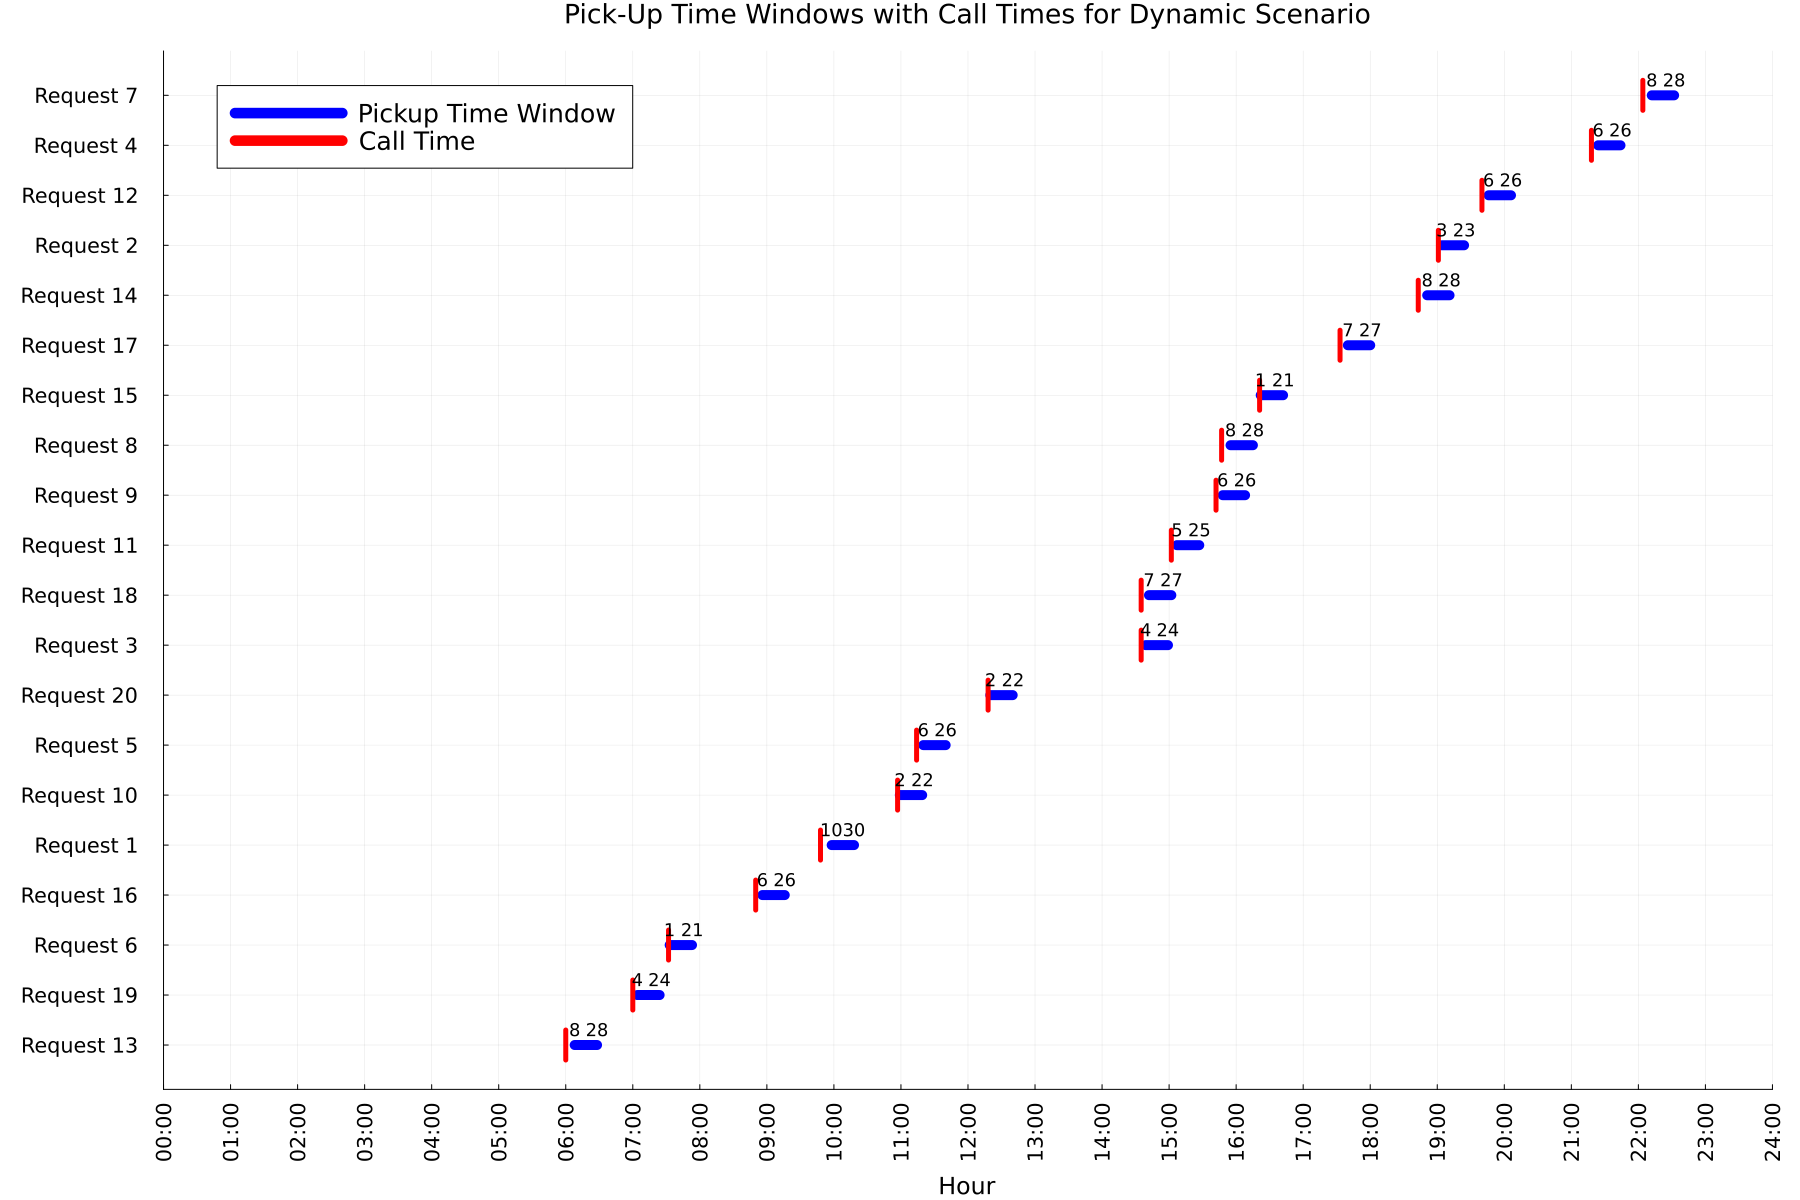 Pick-Up Time Windows with Call Times for Dynamic Scenario
Pickup Time Window
Call Time
Request 7 8 28
Request 4 6 26
Request 12 6 26
Request 2 3 23
Request 14 8 28
Request 17 7 27
Request 15 1 21
Request 8 8 28
Request 9 6 26
Request 11 5 25
Request 18 7 27
Request 3 4 24
Request 20 2 22
Request 5 6 26
Request 10 2 22
Request 1 1030
Request 16 6 26
Request 6 1 21
Request 19 4 24
Request 13 8 28
00:00 01:00 02:00 03:00 04:00 05:00 06:00 07:00 08:00 09:00 10:00 11:00 12:00 13:00 14:00 15:00 16:00 17:00 18:00 19:00 20:00 21:00 22:00 23:00 24:00
Hour